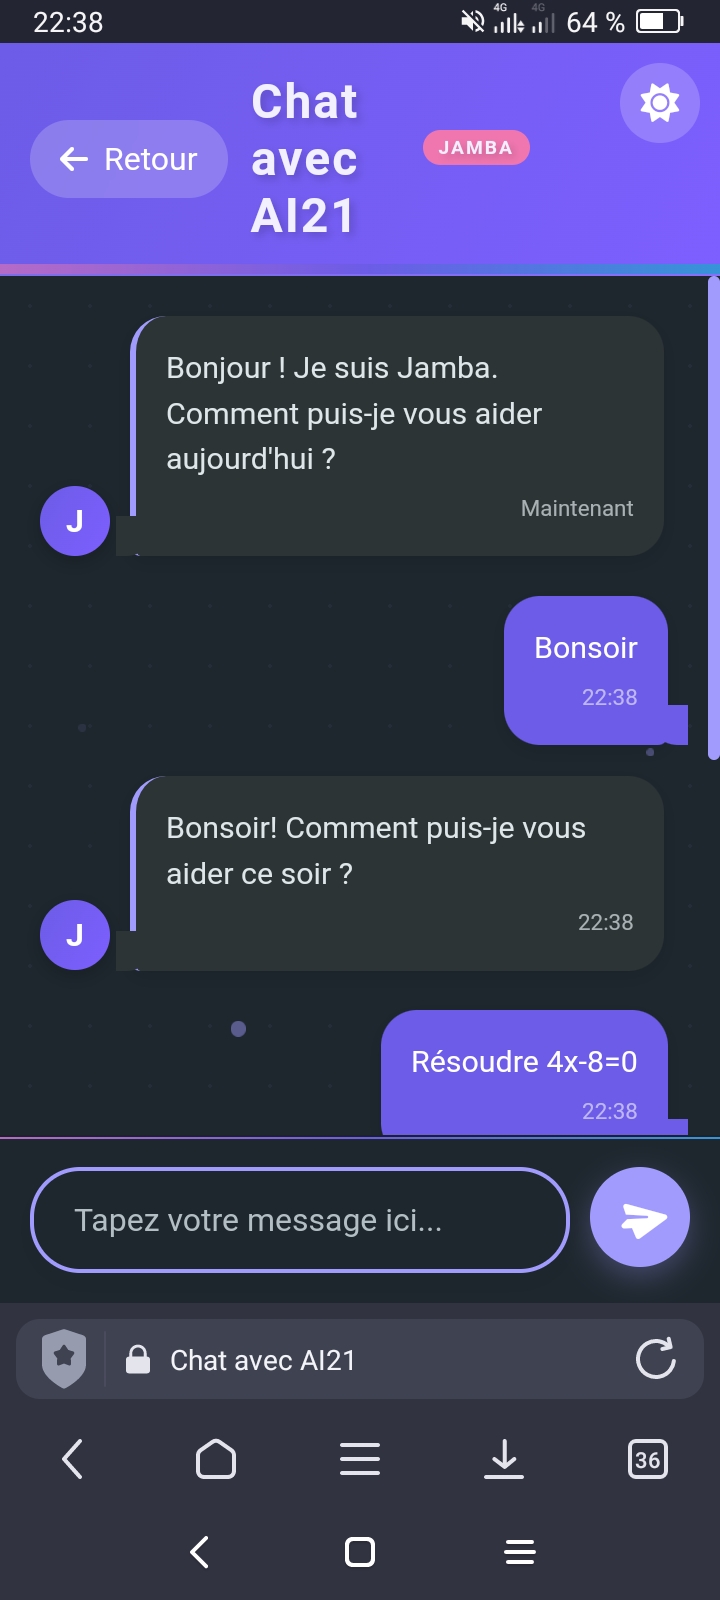 22:38
4G 4G 64 %
Retour
Chat
avec
AI21
JAMBA
Bonjour ! Je suis Jamba.
Comment puis-je vous aider
aujourd'hui ?
Maintenant
J
Bonsoir
22:38
Bonsoir! Comment puis-je vous
aider ce soir ?
22:38
J
Résoudre 4x-8=0
22:38
Tapez votre message ici...
Chat avec AI21
36